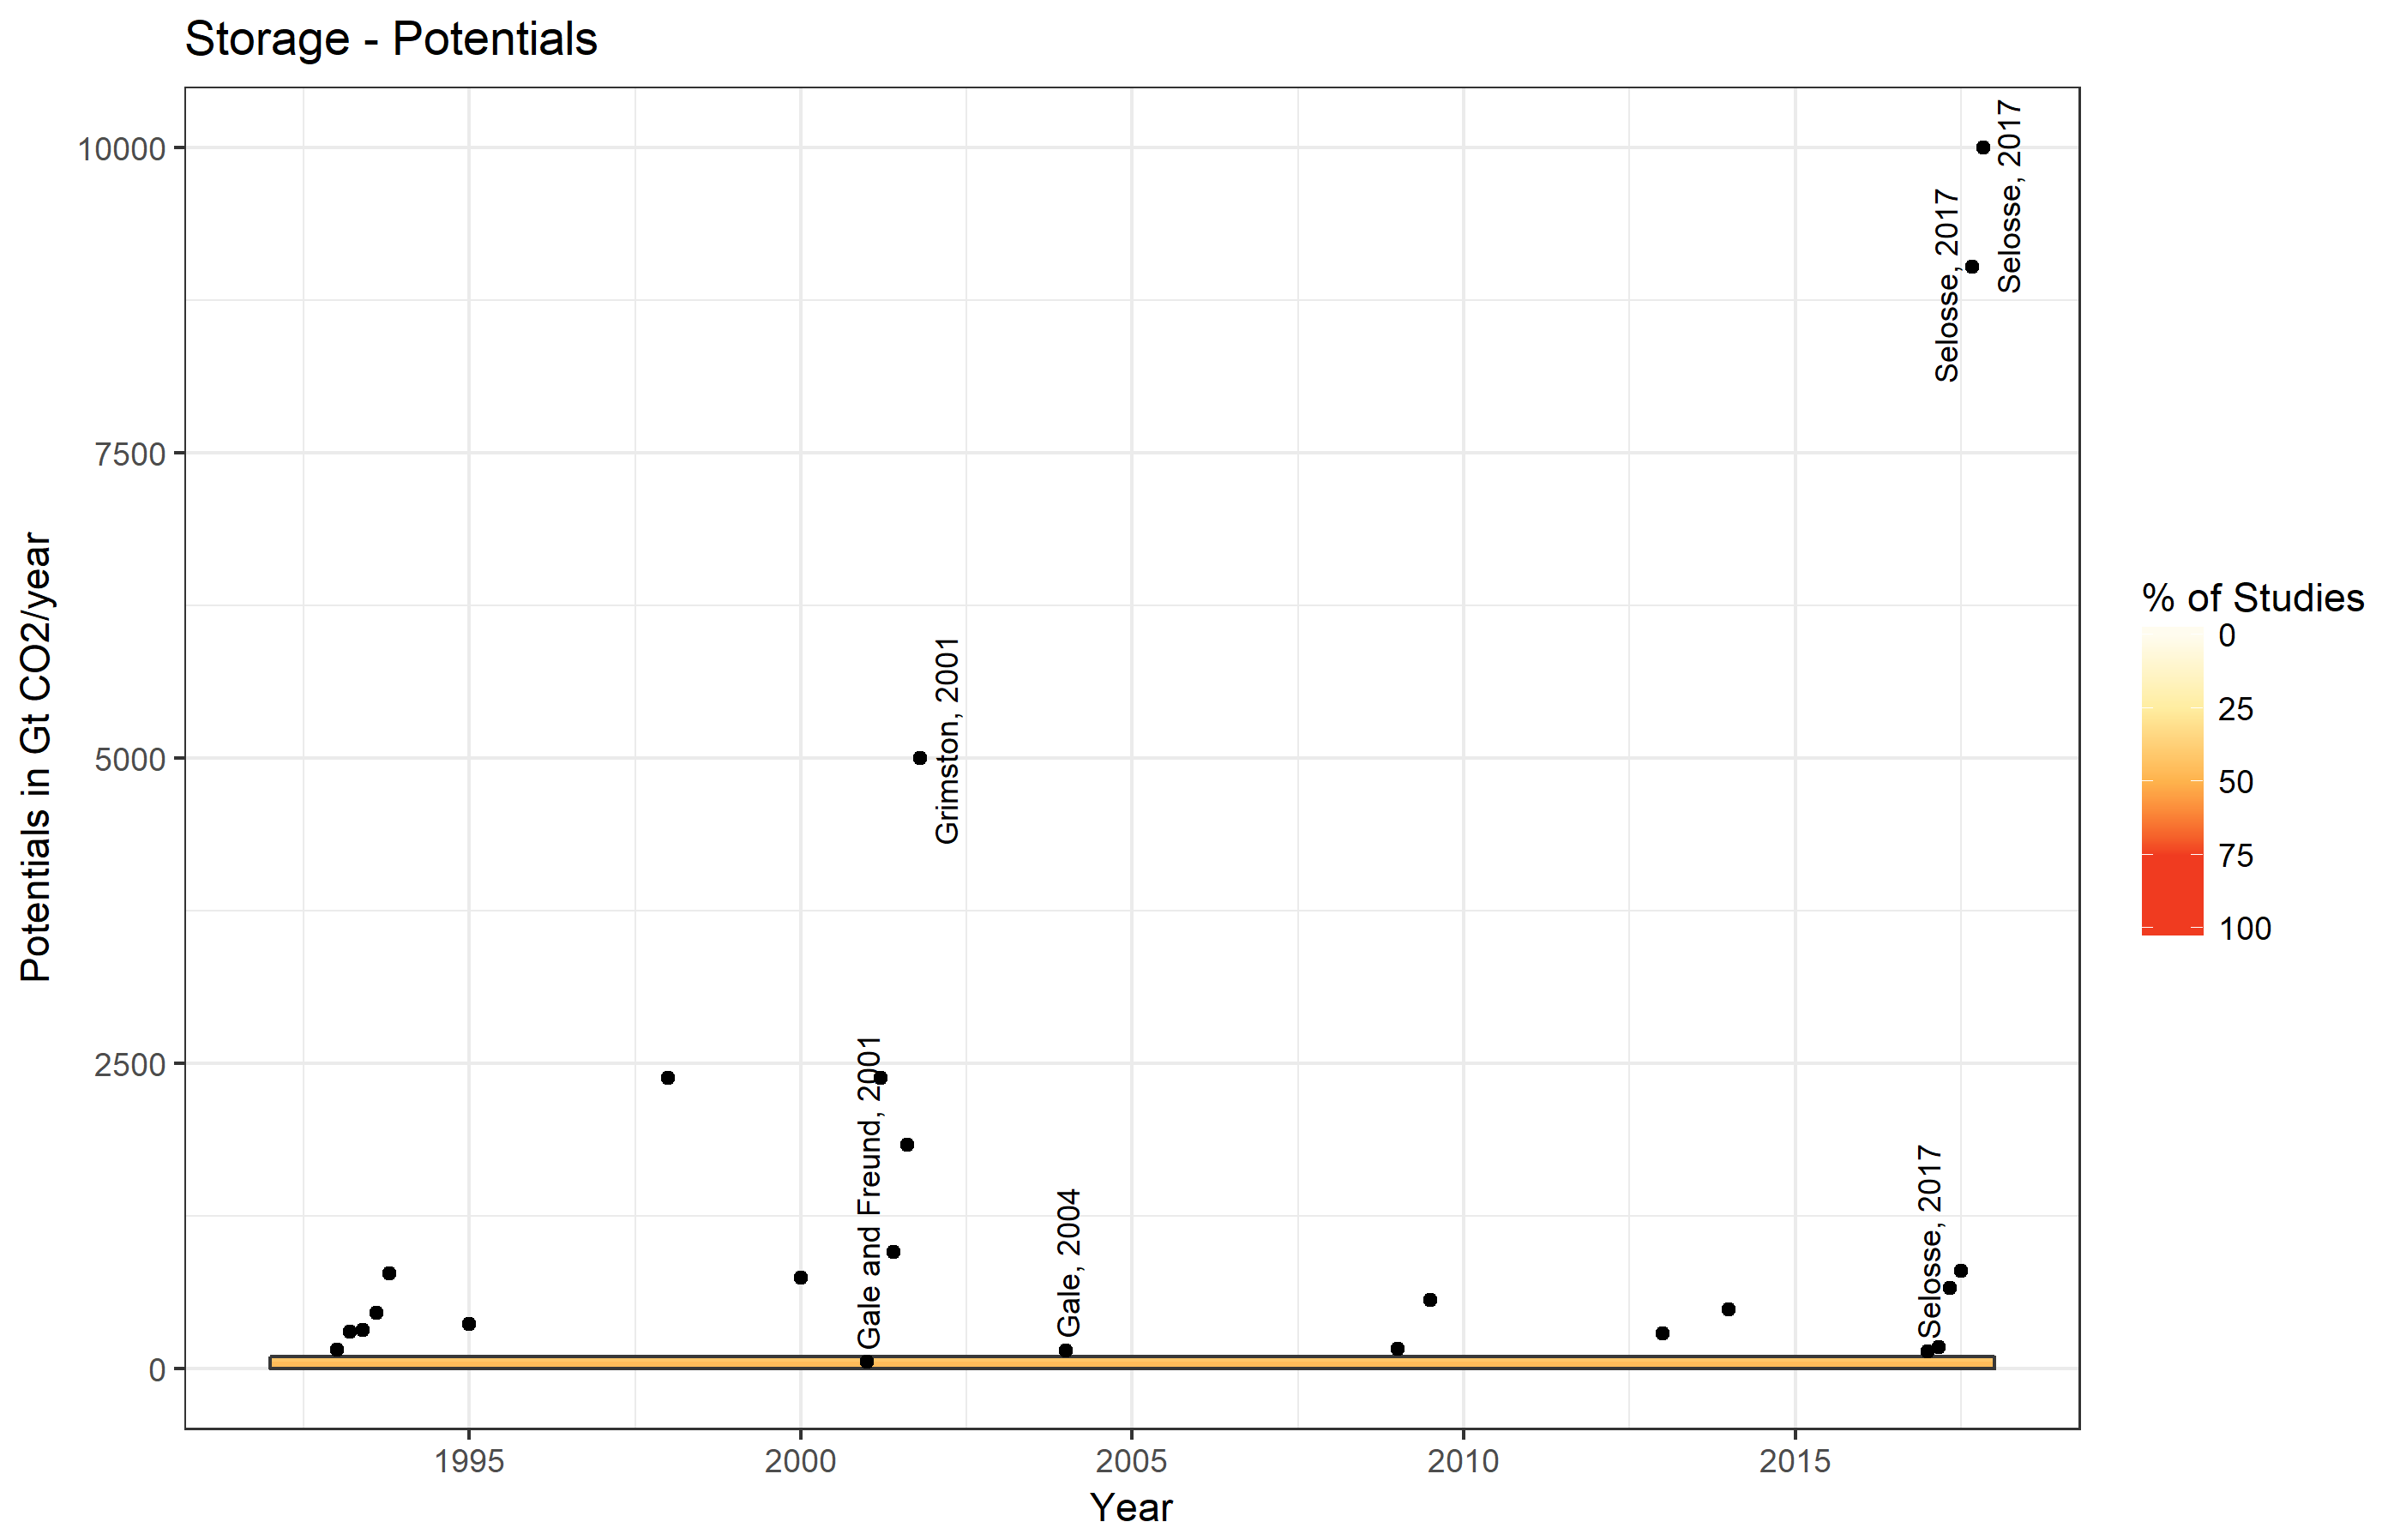 Storage - Potentials
Potentials in Gt CO2/year
10000
7500
5000
2500
0
Selosse, 2017
Selosse, 2017
Grimston, 2001
Gale and Freund, 2001
Gale, 2004
Selosse, 2017
1995
2000
2005
2010
2015
Year
% of Studies
0
25
50
75
100